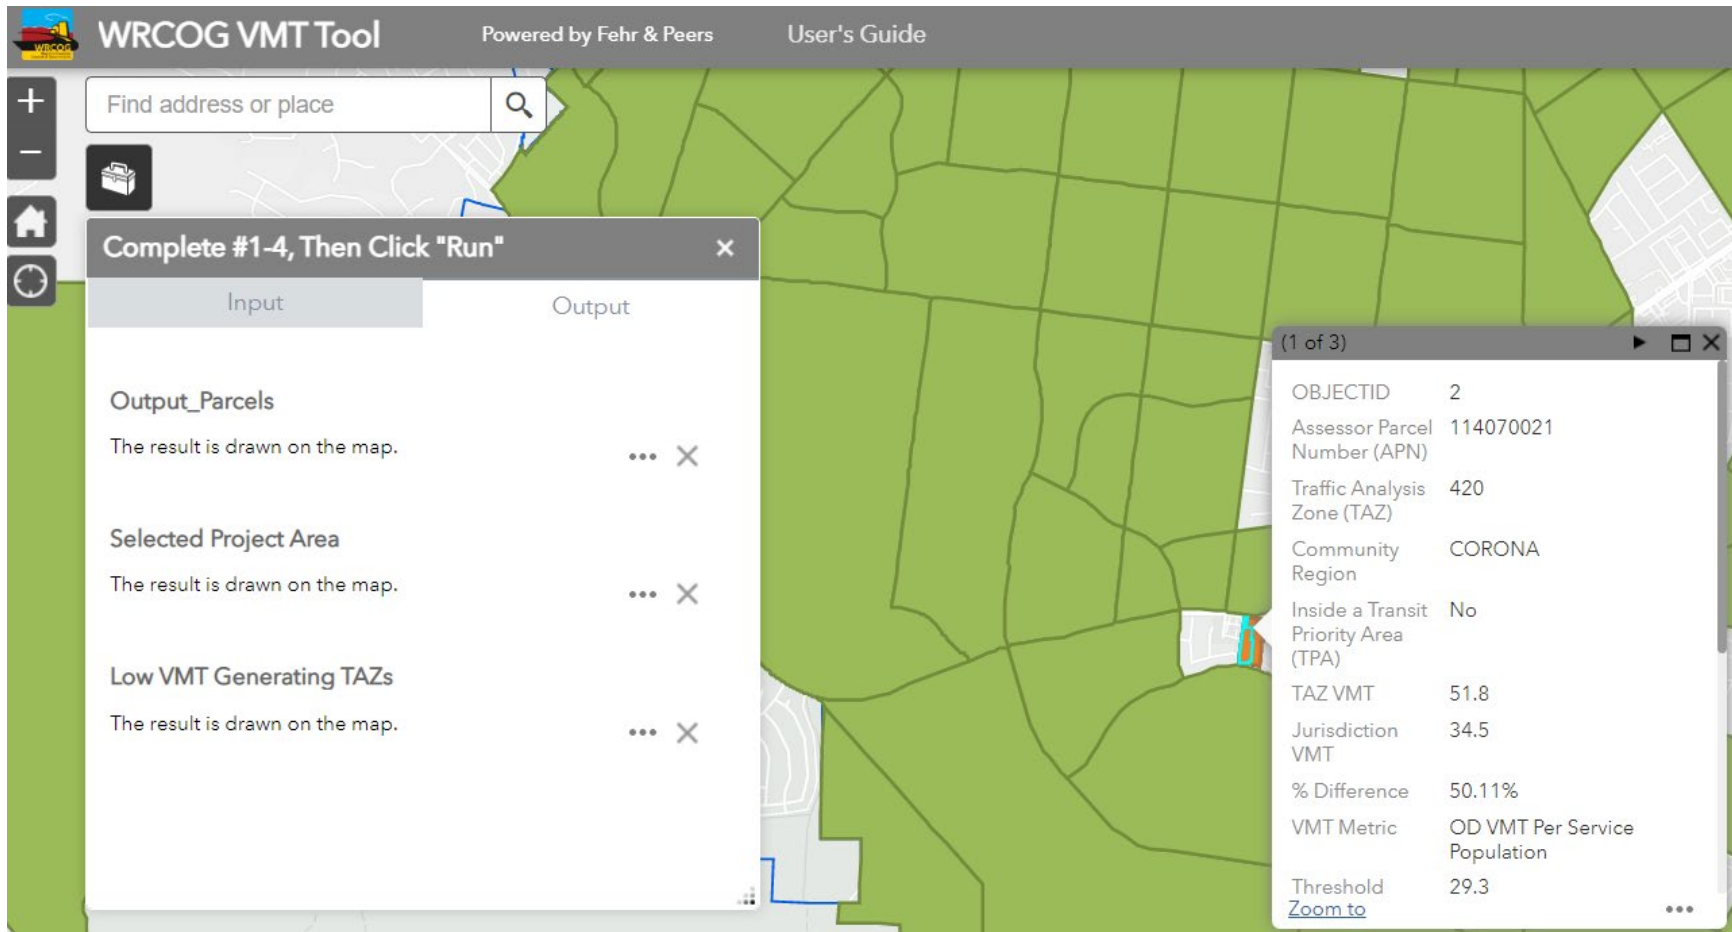 WRCOG
WRCOG VMT Tool
Powered by Fehr & Peers
User's Guide
+
Find address or place
−
Complete #1-4, Then Click "Run"
Input
Output
Output_Parcels
The result is drawn on the map.
Selected Project Area
The result is drawn on the map.
Low VMT Generating TAZs
The result is drawn on the map.
(1 of 3)
OBJECTID 2
Assessor Parcel 114070021
Number (APN)
Traffic Analysis 420
Zone (TAZ)
Community CORONA
Region
Inside a Transit No
Priority Area
(TPA)
TAZ VMT 51.8
Jurisdiction 34.5
VMT
% Difference 50.11%
VMT Metric OD VMT Per Service
Population
Threshold 29.3
Zoom to